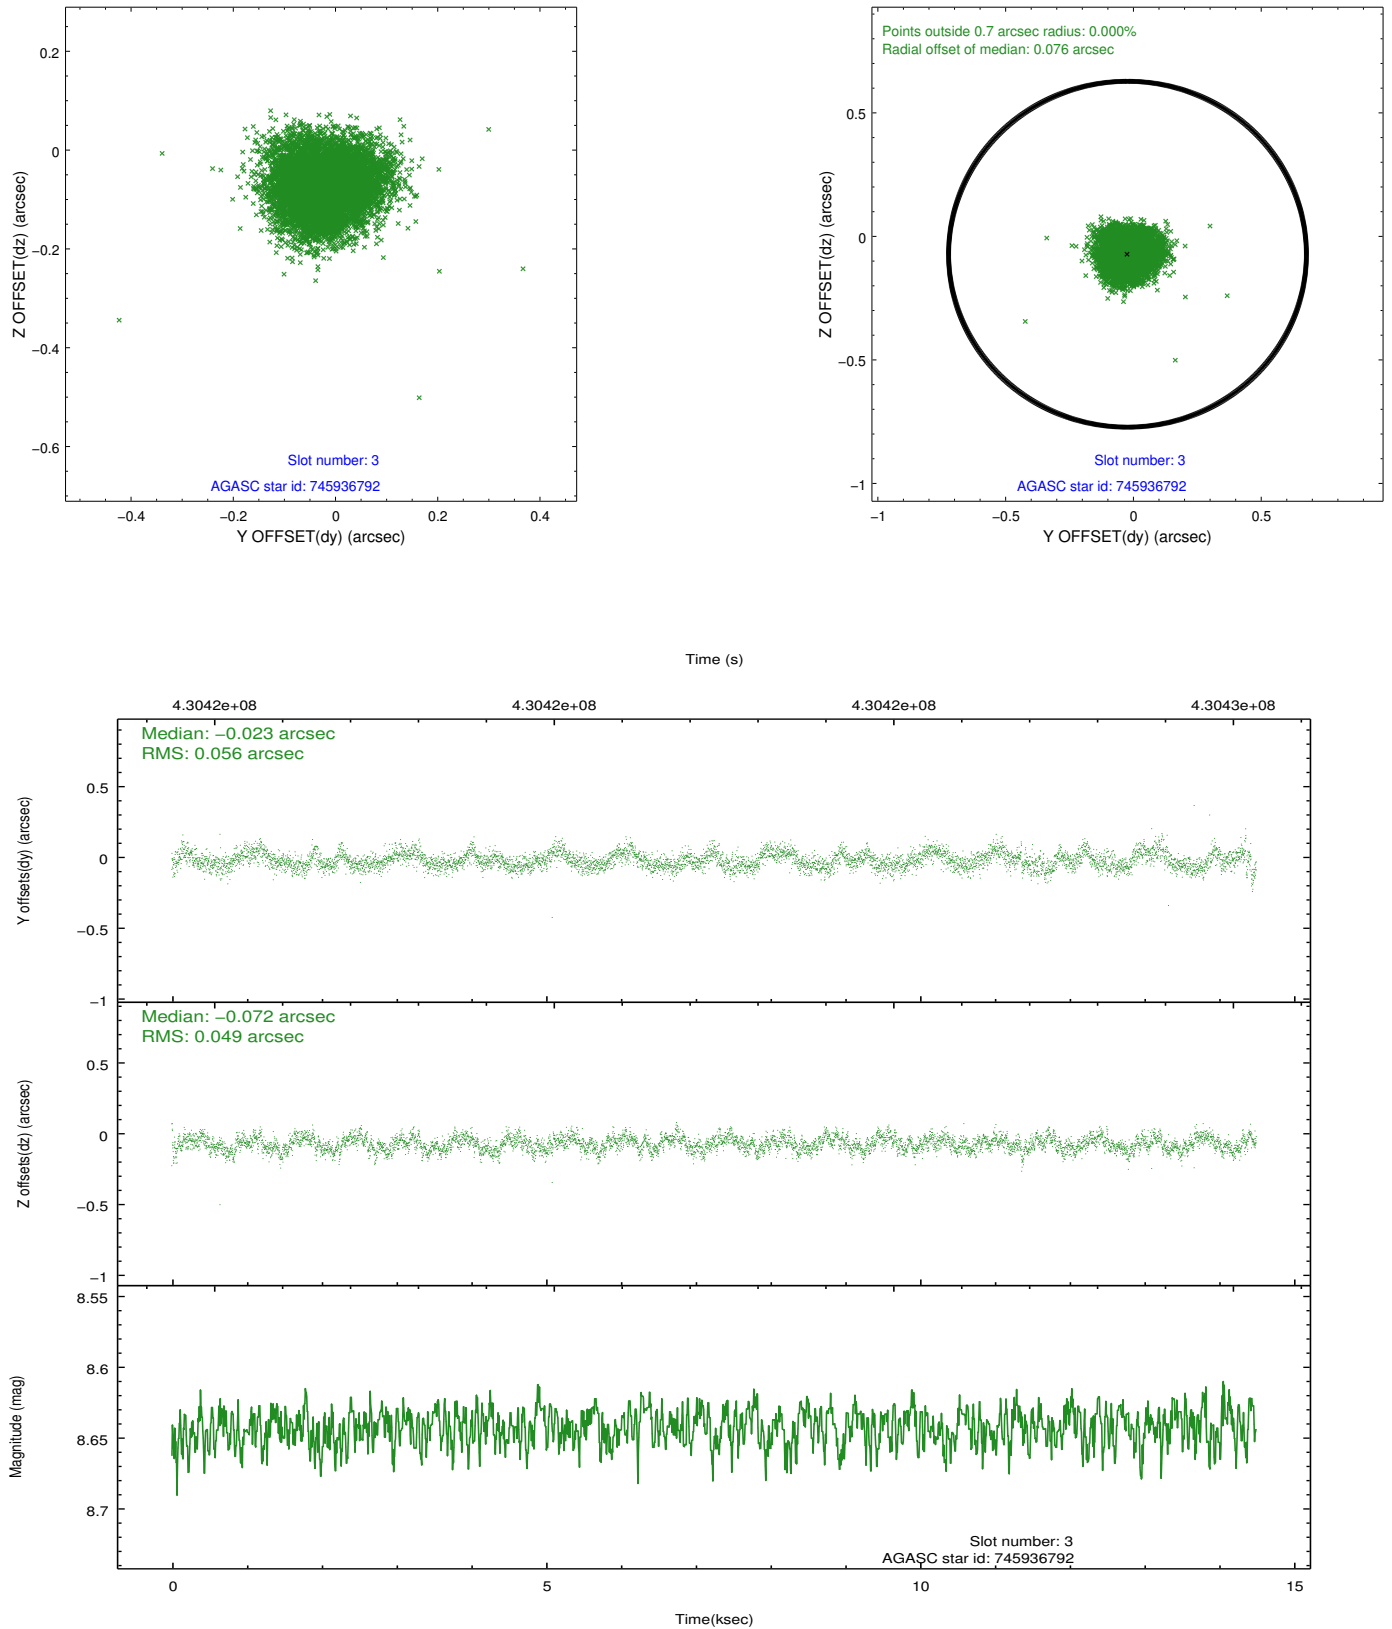 0.2
0
−0.2
−0.4
−0.6
Z OFFSET(dz) (arcsec)
Slot number: 3
AGASC star id: 745936792
−0.4
−0.2
0
0.2
0.4
Y OFFSET(dy) (arcsec)
Points outside 0.7 arcsec radius: 0.000%
Radial offset of median: 0.076 arcsec
0.5
0
−0.5
−1
Z OFFSET(dz) (arcsec)
Slot number: 3
AGASC star id: 745936792
−1
−0.5
0
0.5
Y OFFSET(dy) (arcsec)
Time (s)
4.3042e+08
4.3042e+08
4.3042e+08
4.3043e+08
Median: −0.023 arcsec
RMS: 0.056 arcsec
0.5
0
−0.5
−1
Y offsets(dy) (arcsec)
Median: −0.072 arcsec
RMS: 0.049 arcsec
0.5
0
−0.5
−1
Z offsets(dz) (arcsec)
8.55
8.6
8.65
8.7
Magnitude (mag)
Slot number: 3
AGASC star id: 745936792
0
5
10
15
Time(ksec)